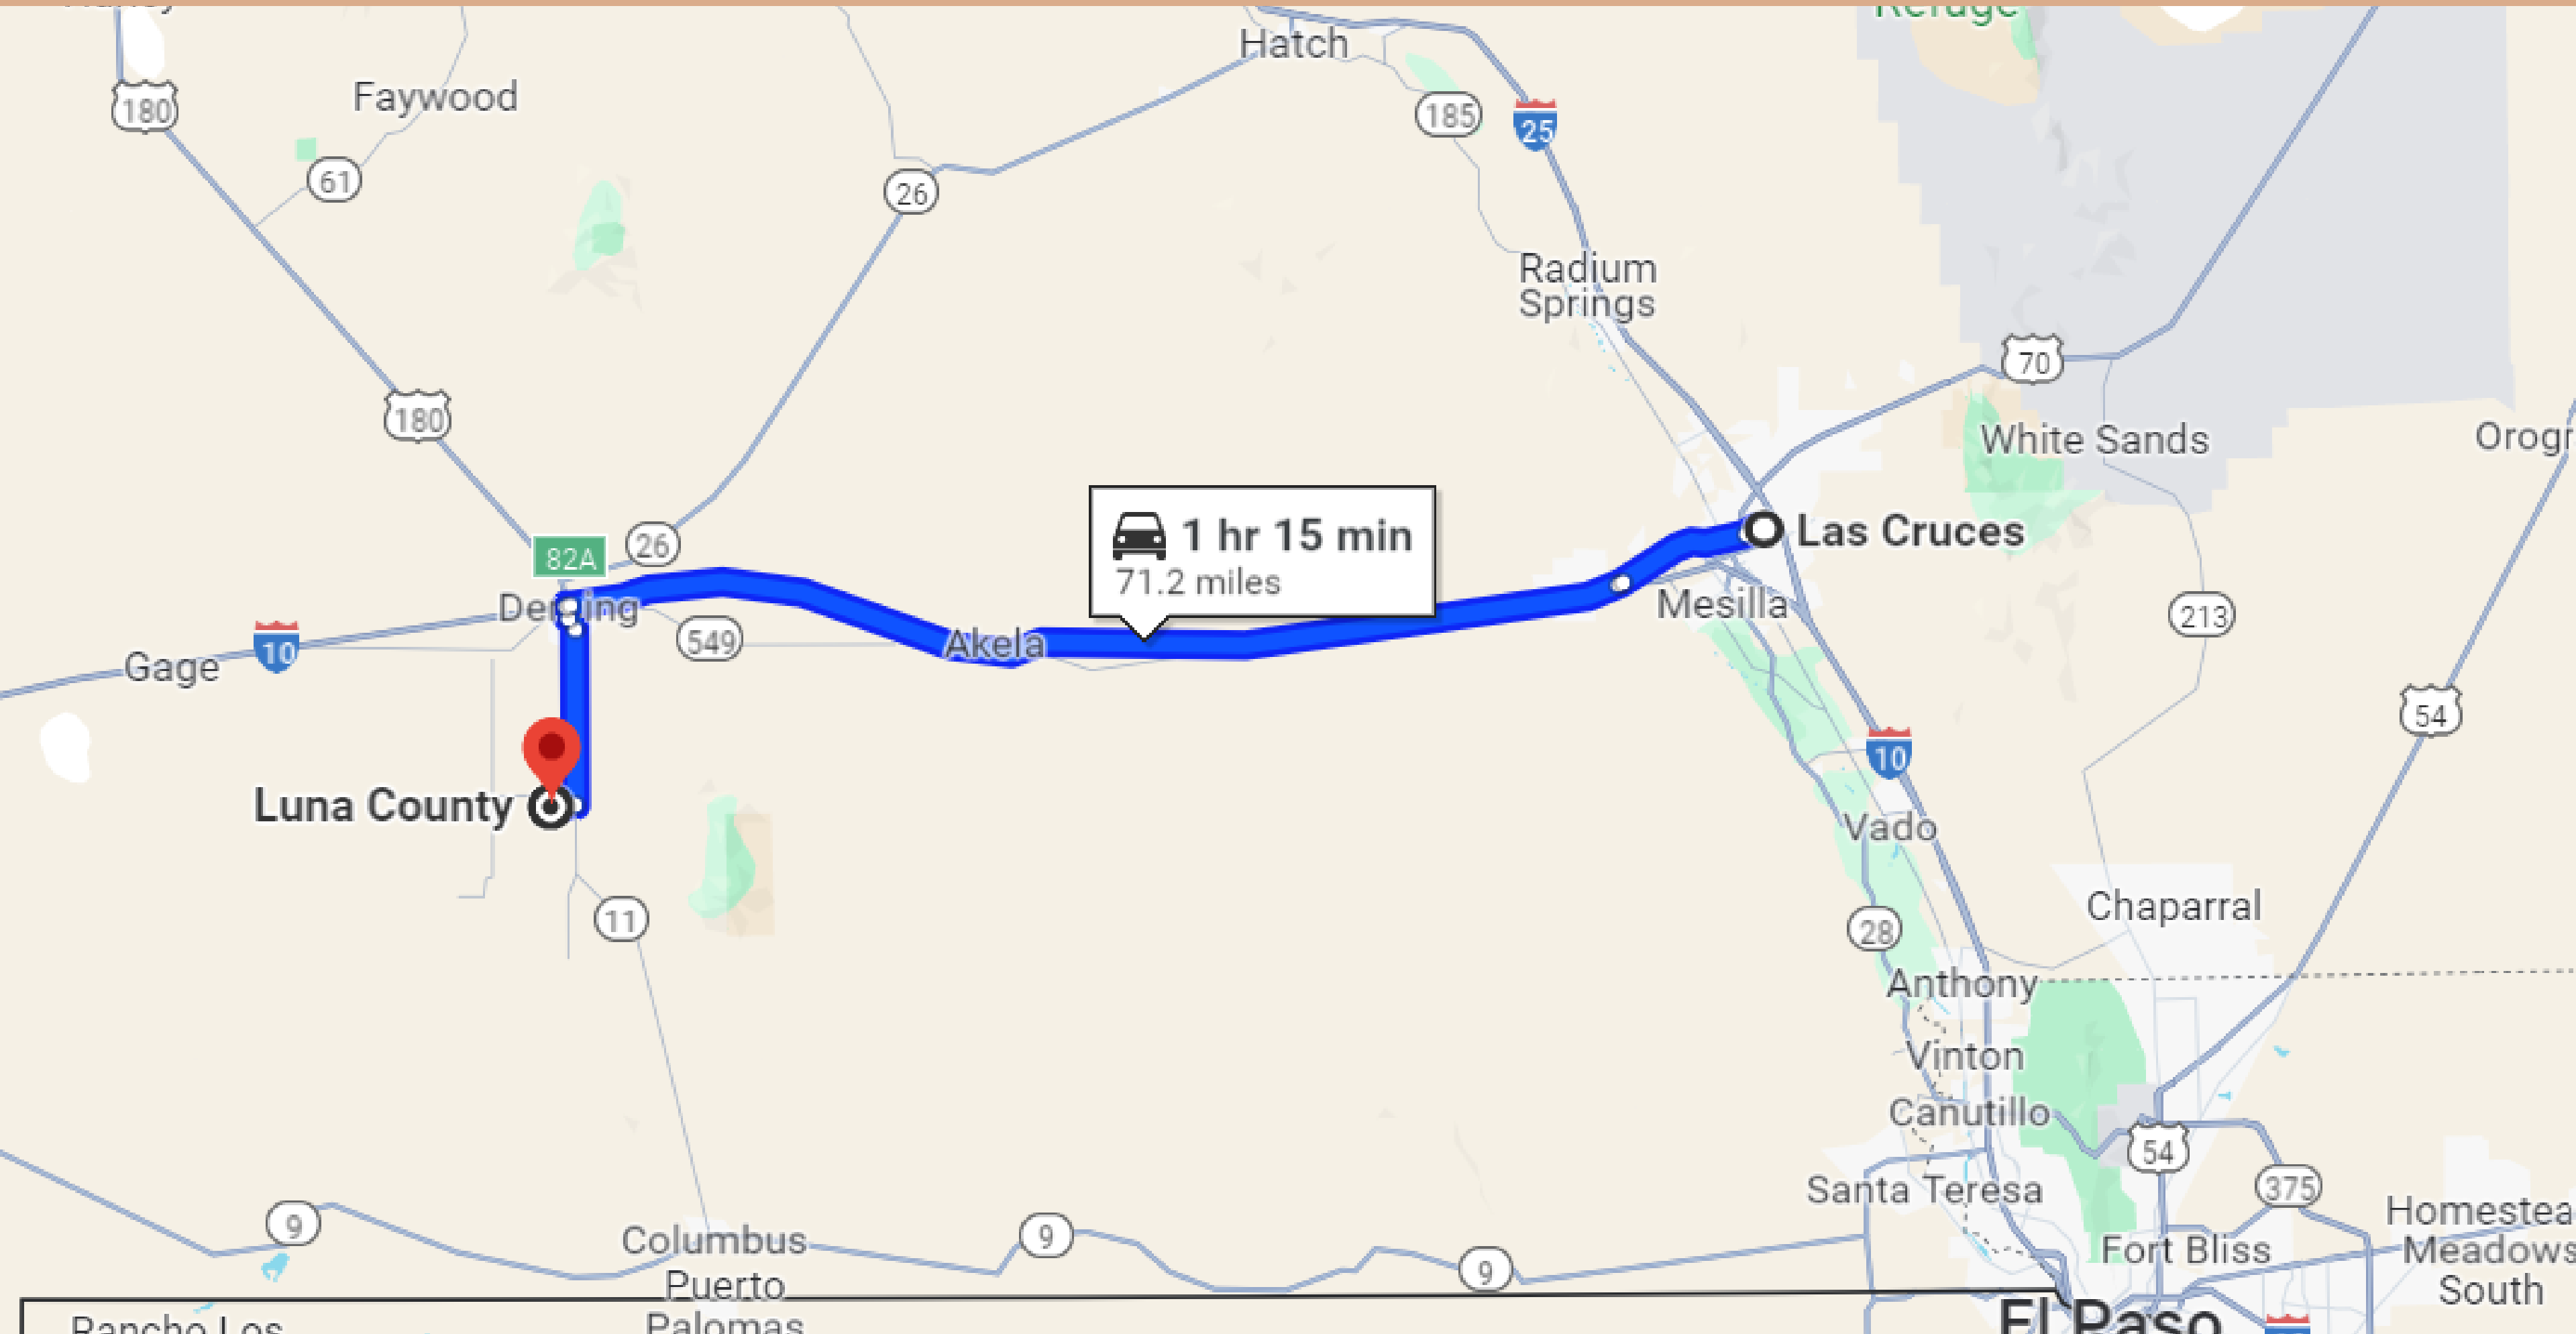 Hatch
Faywood
180
185
25
61
26
Radium
Springs
70
180
White Sands
1 hr 15 min
71.2 miles
Las Cruces
82A
26
Deming
Mesilla
549
Akela
213
10
Gage
54
10
Luna County
Vado
11
Chaparral
28
Anthony
Vinton
Canutillo
54
Santa Teresa
375
9
Columbus
9
9
Fort Bliss
Meadows
South
Puerto
Palomas
El Paso
Rancho Los